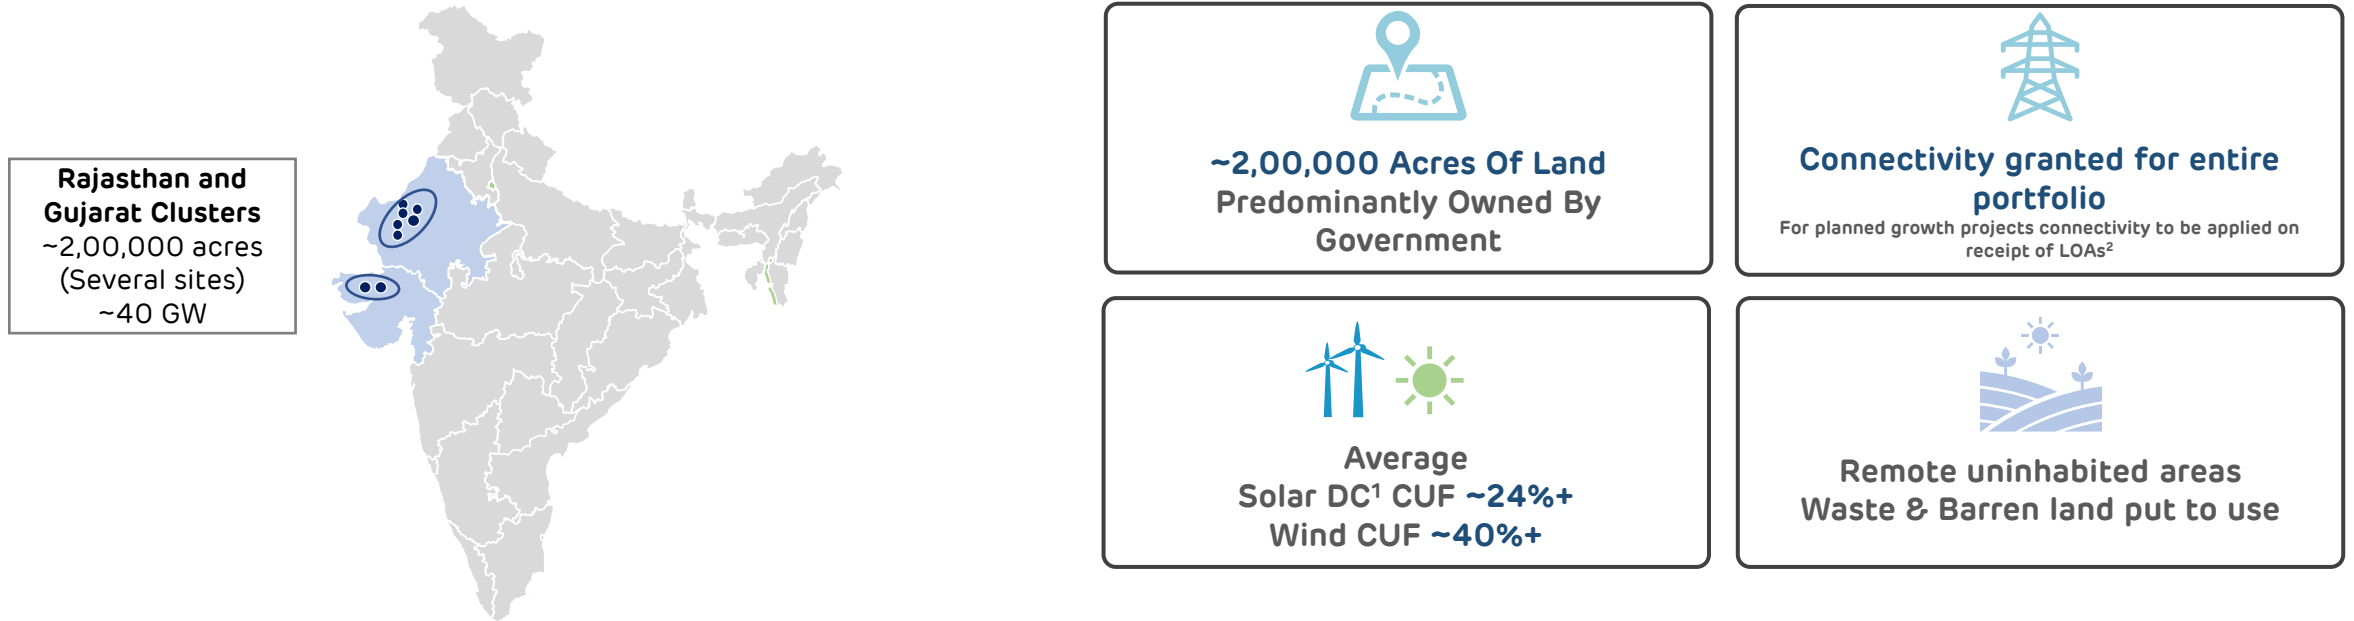 Rajasthan and
Gujarat Clusters
~2,00,000 acres
(Several sites)
~40 GW
~2,00,000 Acres Of Land
Predominantly Owned By
Government
Connectivity granted for entire
portfolio
For planned growth projects connectivity to be applied on
receipt of LOAs²
Average
Solar DC¹ CUF ~24%+
Wind CUF ~40%+
Remote uninhabited areas
Waste & Barren land put to use